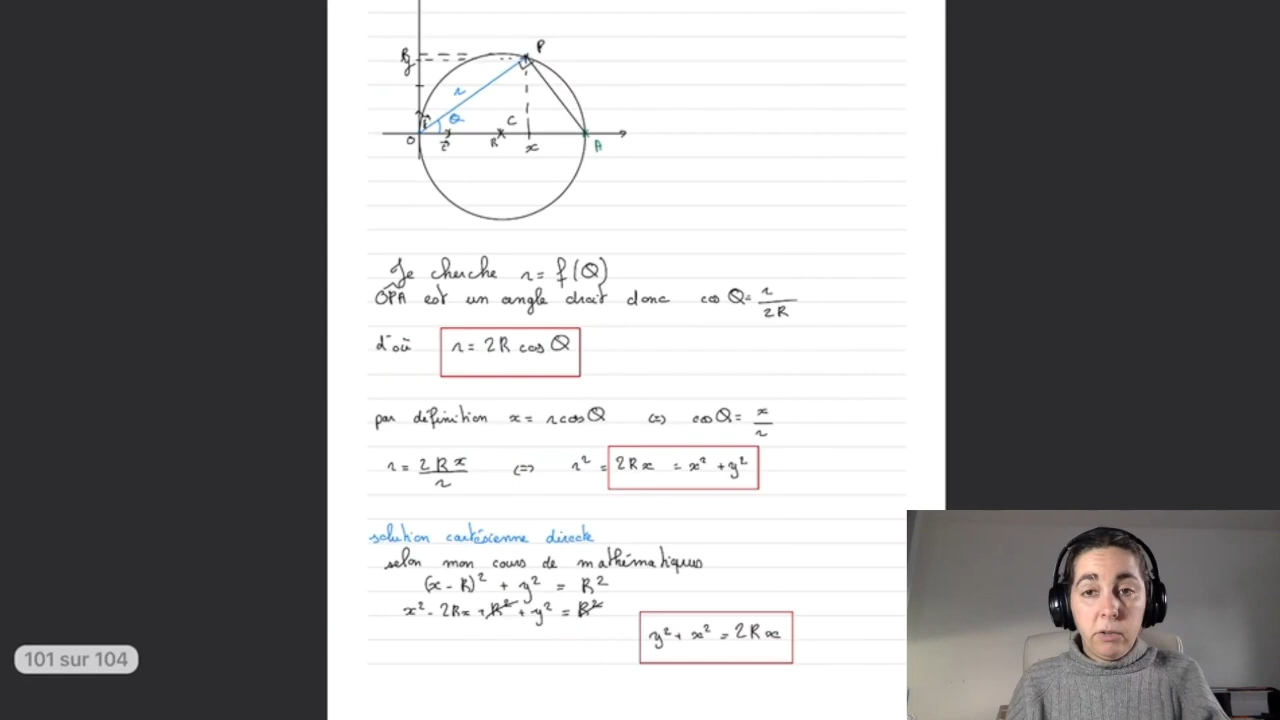 R P
y
r
θ
C
O R x A
Je cherche r = f(θ)
OPA est un angle droit donc cos θ = r / 2R
d'où r = 2R cos θ
par définition x = r cos θ (=) cos θ = x / r
r = 2Rx / r (=) r² = 2Rx = x² + y²
solution cartésienne directe
selon mon cours de mathématiques
(x - R)² + y² = R²
x² - 2Rx + R² + y² = R²
y² + x² = 2Rx
101 sur 104